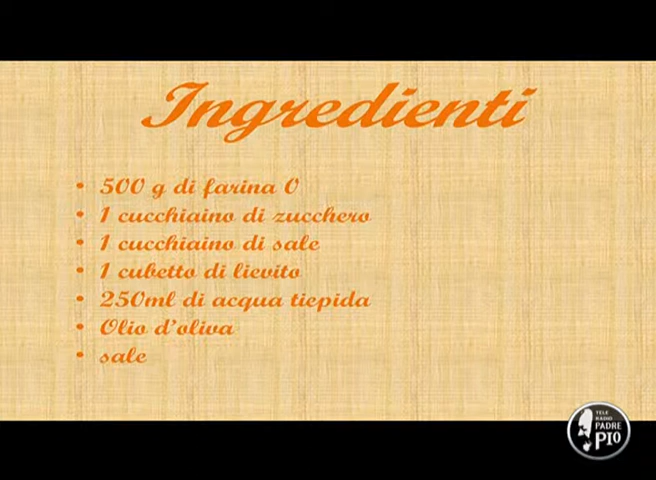 Ingredienti
• 500 g di farina 0
• 1 cucchiaino di zucchero
• 1 cucchiaino di sale
• 1 cubetto di lievito
• 250ml di acqua tiepida
• Olio d'oliva
• sale
TELE
RADIO
PADRE
PIO